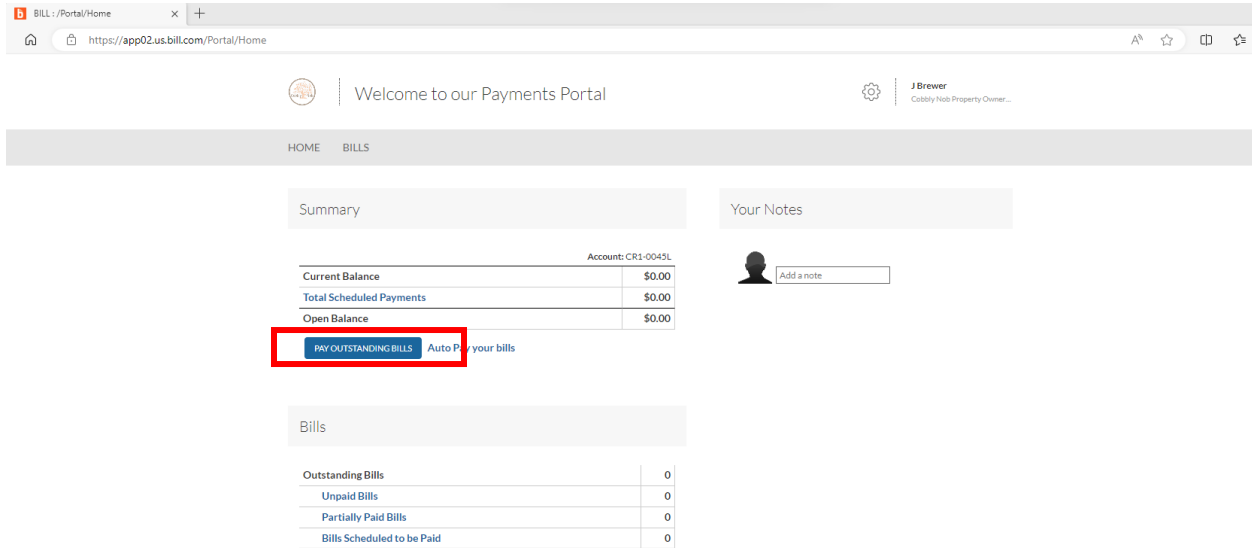 BILL : /Portal/Home
https://app02.us.bill.com/Portal/Home
Welcome to our Payments Portal
J Brewer
Cobbly Nob Property Owner...
HOME BILLS
Summary
Your Notes
Account: CR1-0045L
Add a note
Current Balance $0.00
Total Scheduled Payments $0.00
Open Balance $0.00
PAY OUTSTANDING BILLS Auto Pay your bills
Bills
Outstanding Bills 0
Unpaid Bills 0
Partially Paid Bills 0
Bills Scheduled to be Paid 0